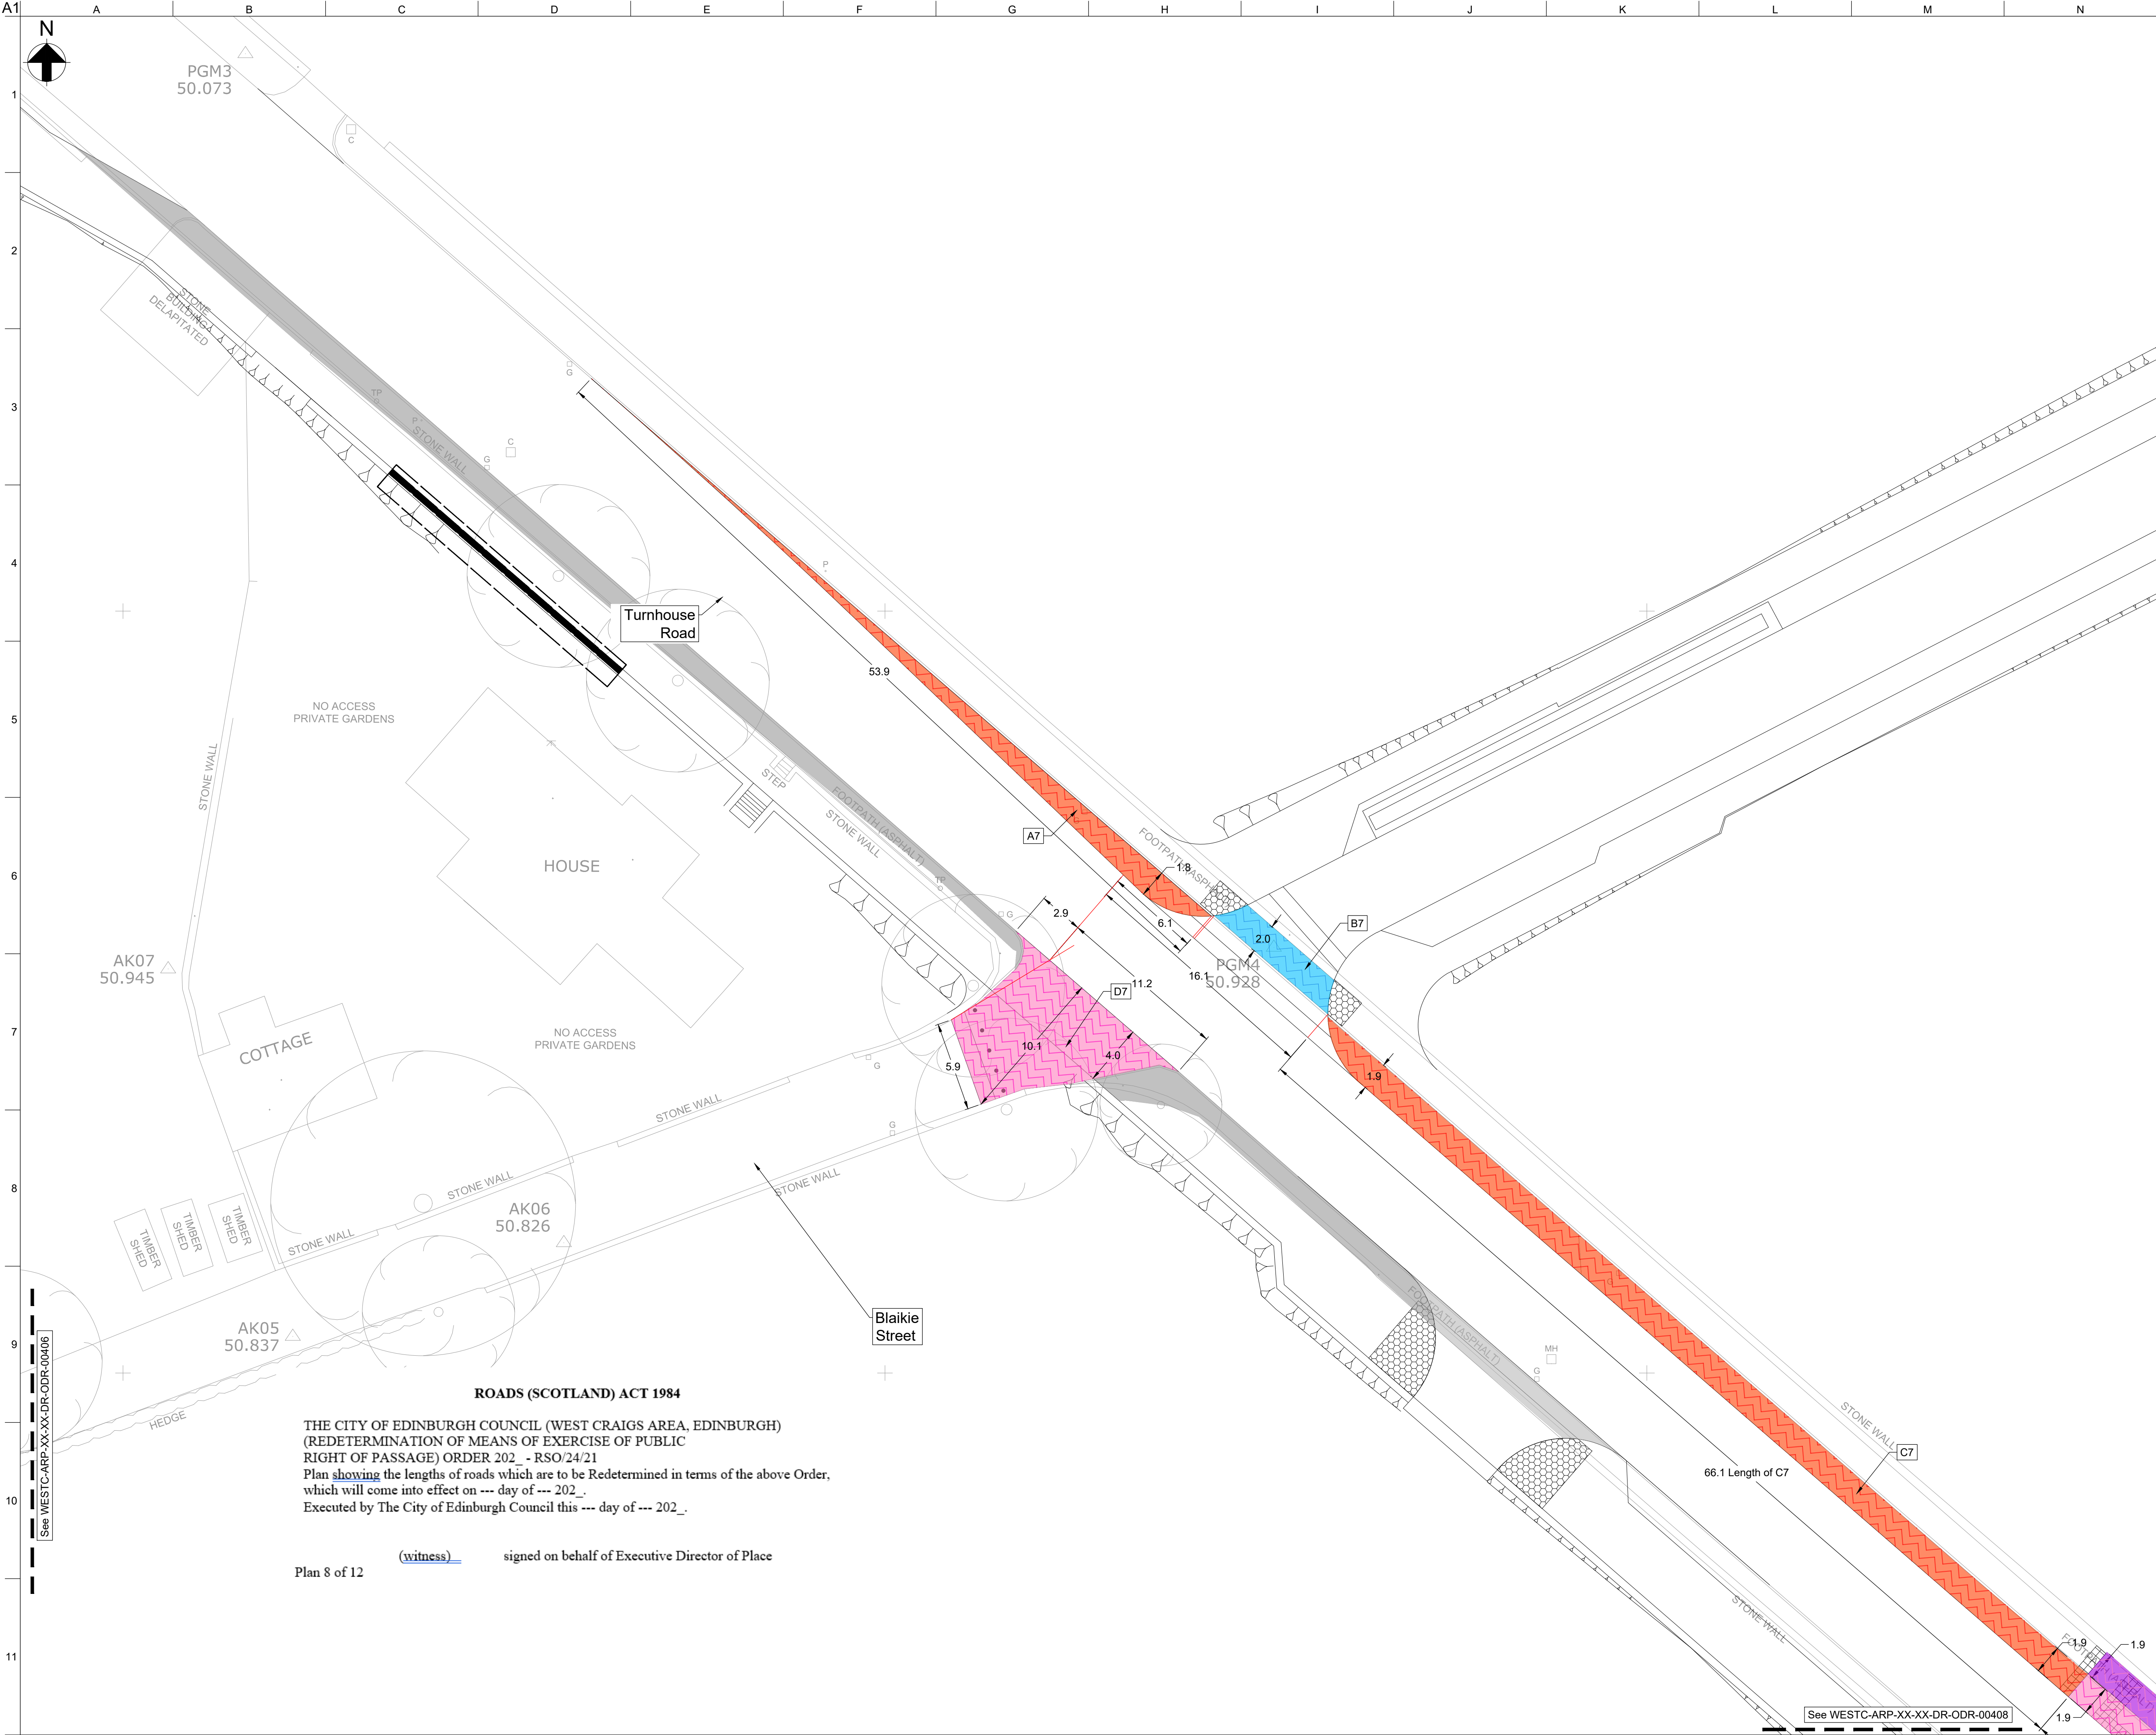 A1
A
B
C
D
E
F
G
H
I
J
K
L
M
N
N
1
2
3
4
5
6
7
8
9
10
11
PGM3
50.073
C
STONE
BUILDING
DELAPITATED
TP
P
STONE WALL
G
C
G
P
Turnhouse
Road
53.9
NO ACCESS
PRIVATE GARDENS
STONE WALL
STEP
FOOTPATH (ASPHALT)
STONE WALL
HOUSE
TP
G
A7
FOOTPATH (ASPHALT)
1.8
2.9
6.1
2.0
B7
16.1
PGM4
50.928
11.2
D7
10.1
4.0
5.9
1.9
AK07
50.945
COTTAGE
NO ACCESS
PRIVATE GARDENS
G
STONE WALL
G
STONE WALL
STONE WALL
AK06
50.826
TIMBER
SHED
TIMBER
SHED
TIMBER
SHED
STONE WALL
Blaikie
Street
AK05
50.837
HEDGE
See WESTC-ARP-XX-XX-DR-ODR-00406
FOOTPATH (ASPHALT)
MH
G
G
STONE WALL
C7
66.1 Length of C7
STONE WALL
1.9
1.9
1.9
See WESTC-ARP-XX-XX-DR-ODR-00408
ROADS (SCOTLAND) ACT 1984
THE CITY OF EDINBURGH COUNCIL (WEST CRAIGS AREA, EDINBURGH)
(REDETERMINATION OF MEANS OF EXERCISE OF PUBLIC
RIGHT OF PASSAGE) ORDER 202_ - RSO/24/21
Plan showing the lengths of roads which are to be Redetermined in terms of the above Order,
which will come into effect on --- day of --- 202_.
Executed by The City of Edinburgh Council this --- day of --- 202_.
(witness) signed on behalf of Executive Director of Place
Plan 8 of 12